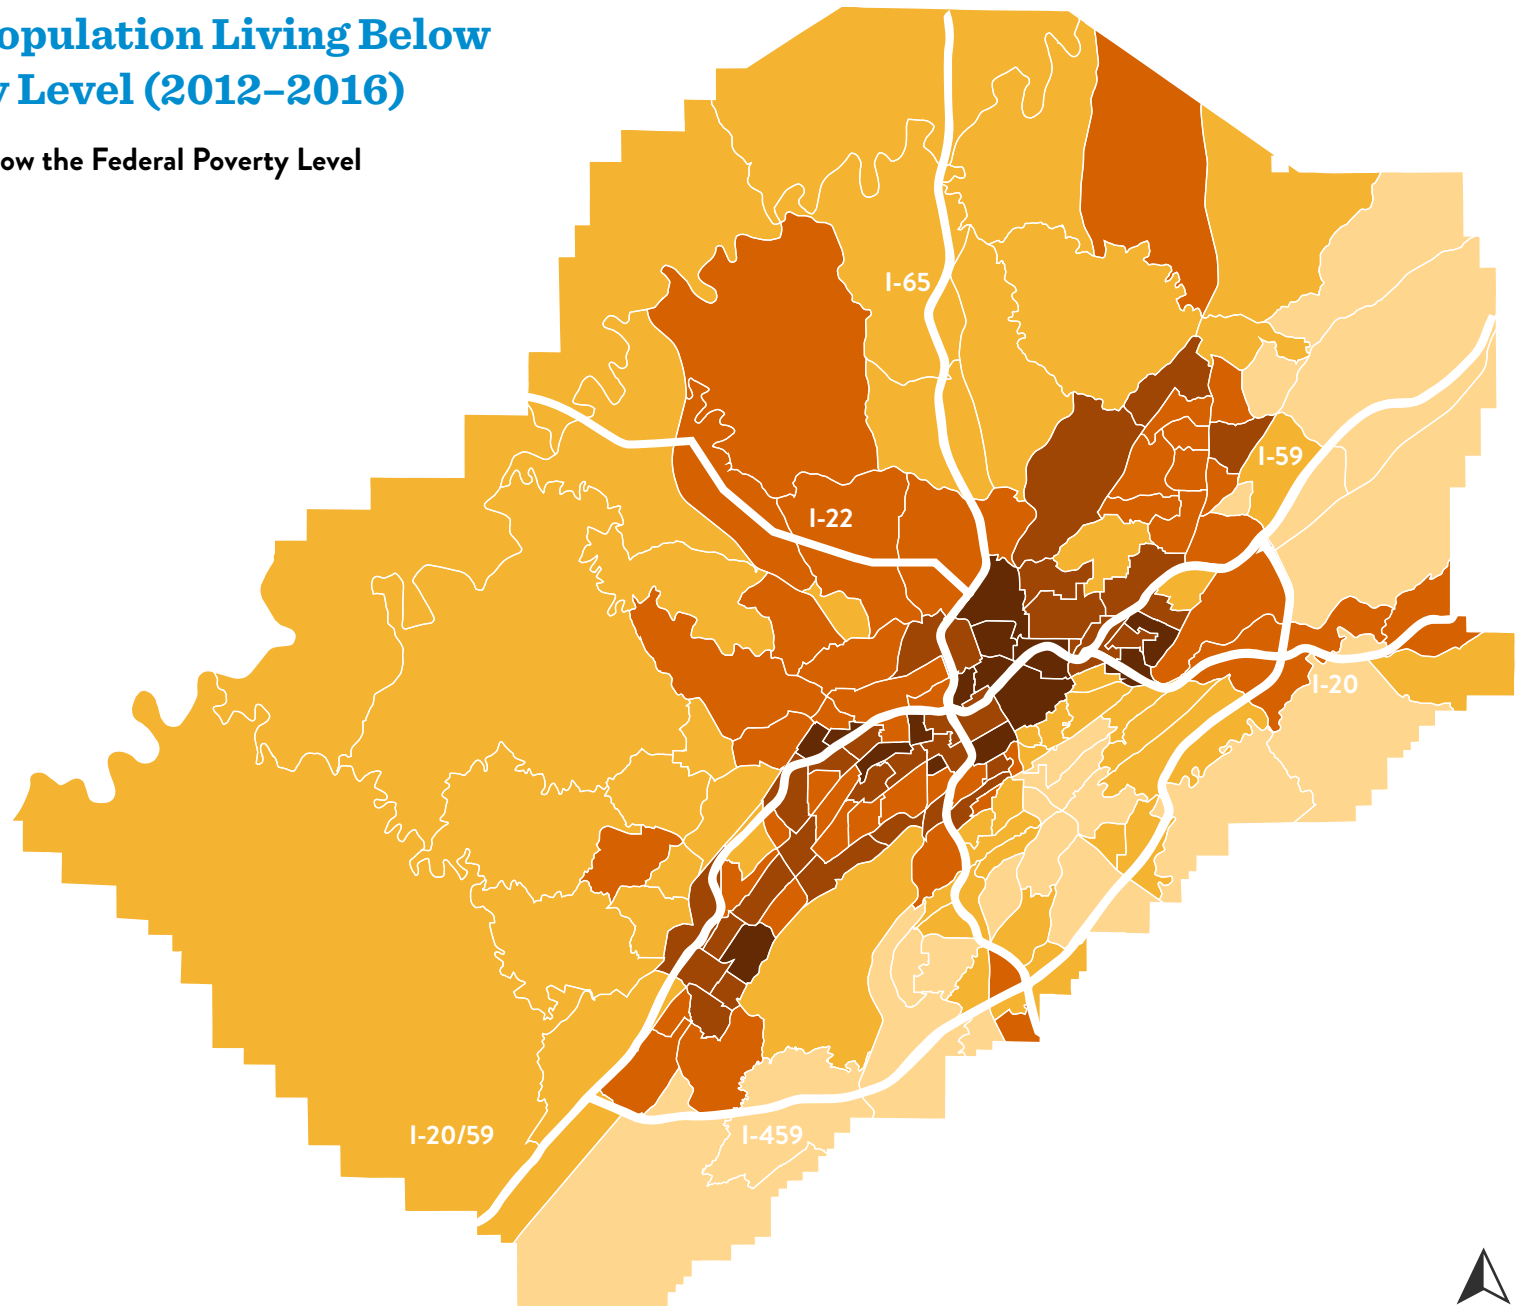 opulation Living Below
y Level (2012–2016)
ow the Federal Poverty Level
I-65
I-59
I-22
I-20
I-20/59
I-459